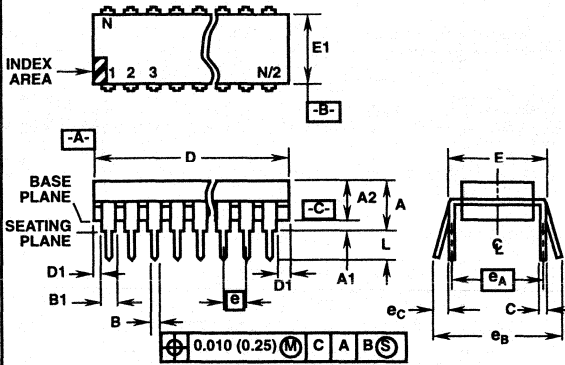 N
E1
INDEX
AREA
1 2 3 N/2
-B-
-A-
D
E
BASE
PLANE
A2
A
-C-
SEATING
PLANE
L
C
L
D1
D1
A1
e
eA
B1
eC
C
B
eB
0.010 (0.25) M C A B S